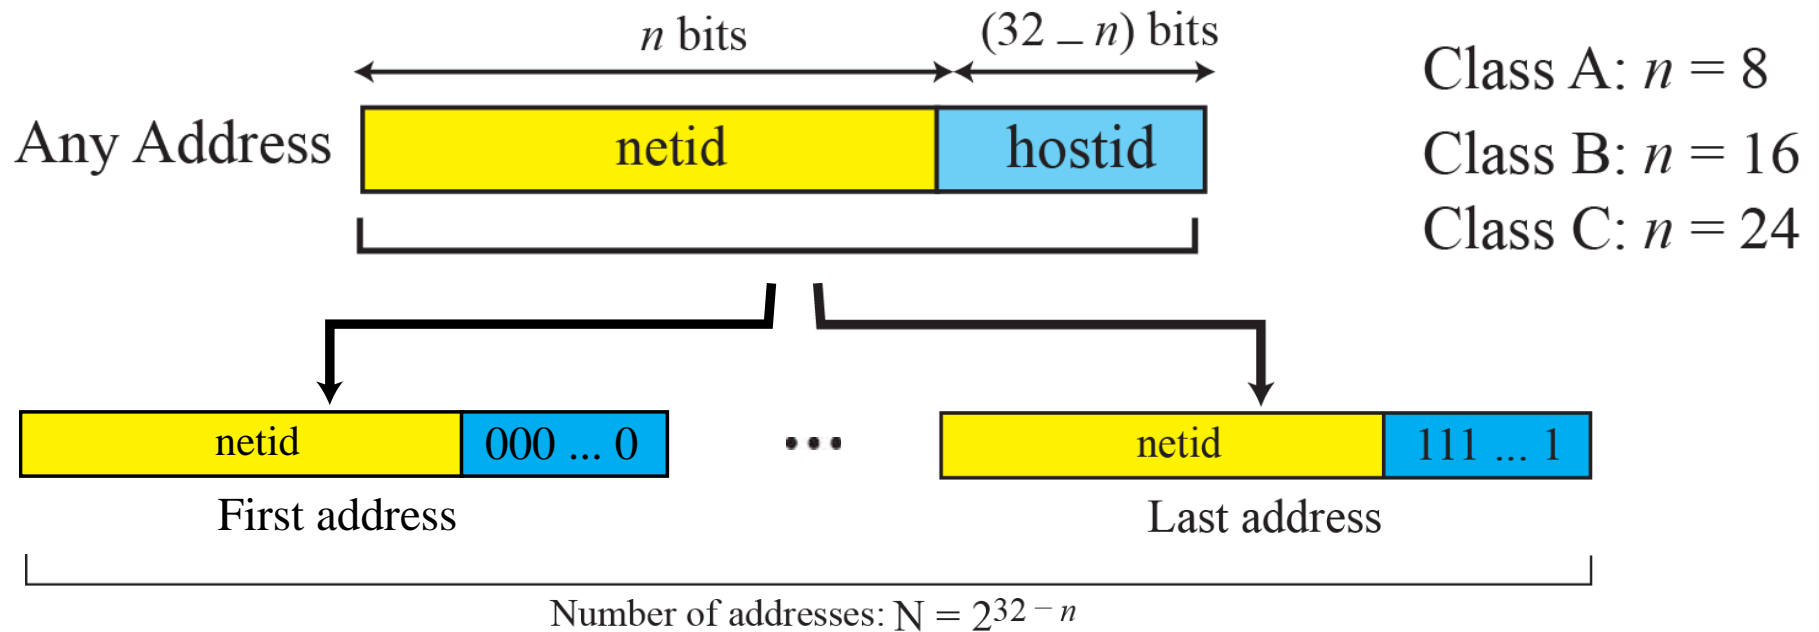 n bits
(32 – n) bits
Class A: n = 8
Any Address
netid
hostid
Class B: n = 16
Class C: n = 24
netid
000 ... 0
...
netid
111 ... 1
First address
Last address
Number of addresses: N = 2^32 – n